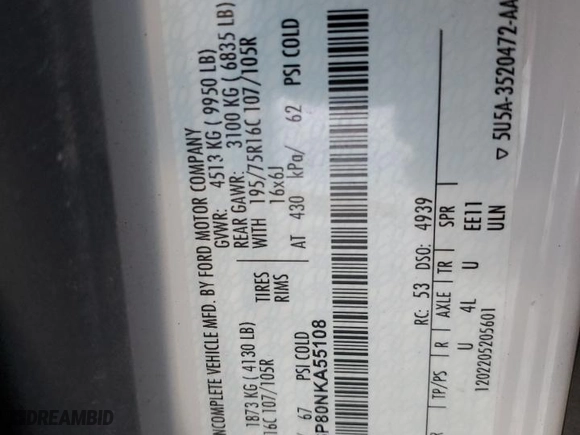 INCOMPLETE VEHICLE MFD. BY FORD MOTOR COMPANY
GVWR: 4513 KG ( 9950 LB)
1873 KG ( 4130 LB) REAR GAWR: 3100 KG ( 6835 LB)
16C 107/105R TIRES WITH 195/75R16C 107/105R
RIMS 16x6J
67 PSI COLD AT 430 kPa/ 62 PSI COLD
P80NKA55108
RC: 53 DSO: 4939
TP/PS R AXLE TR SPR
U 4L U EE11
1202205205601 ULN
▽ 5U5A-3520472-AA
DREAMBID